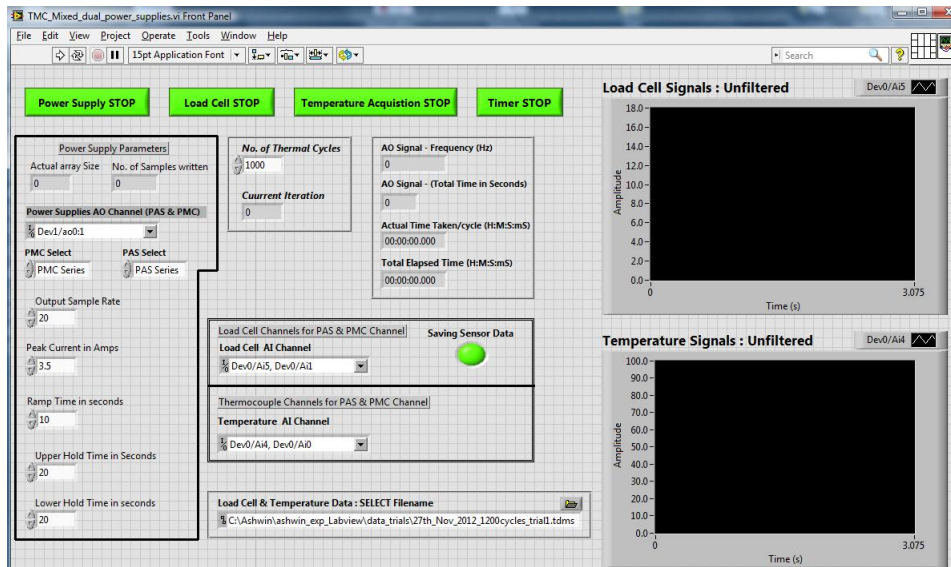 TMC_Mixed_dual_power_supplies.vi Front Panel
File Edit View Project Operate Tools Window Help
15pt Application Font
Search
Power Supply STOP
Load Cell STOP
Temperature Acquistion STOP
Timer STOP
Power Supply Parameters
Actual array Size No. of Samples written
0 0
Power Supplies AO Channel (PAS & PMC)
Dev1/ao0:1
PMC Select PAS Select
PMC Series PAS Series
Output Sample Rate
20
Peak Current in Amps
3.5
Ramp Time in seconds
10
Upper Hold Time in Seconds
20
Lower Hold Time in seconds
20
No. of Thermal Cycles
1000
Cuurrent Iteration
0
AO Signal - Frequency (Hz)
0
AO Signal - (Total Time in Seconds)
0
Actual Time Taken/cycle (H:M:S:mS)
00:00:00.000
Total Elapsed Time (H:M:S:mS)
00:00:00.000
Load Cell Channels for PAS & PMC Channel
Saving Sensor Data
Load Cell AI Channel
Dev0/Ai5, Dev0/Ai1
Thermocouple Channels for PAS & PMC Channel
Temperature AI Channel
Dev0/Ai4, Dev0/Ai0
Load Cell & Temperature Data : SELECT Filename
C:\Ashwin\ashwin_exp_Labview\data_trials\27th_Nov_2012_1200cycles_trial1.tdms
Load Cell Signals : Unfiltered
Dev0/Ai5
Amplitude
18.0
16.0
14.0
12.0
10.0
8.0
6.0
4.0
2.0
0.0
0 3.075
Time (s)
Temperature Signals : Unfiltered
Dev0/Ai4
Amplitude
100.0
90.0
80.0
70.0
60.0
50.0
40.0
30.0
20.0
10.0
0.0
0 3.075
Time (s)